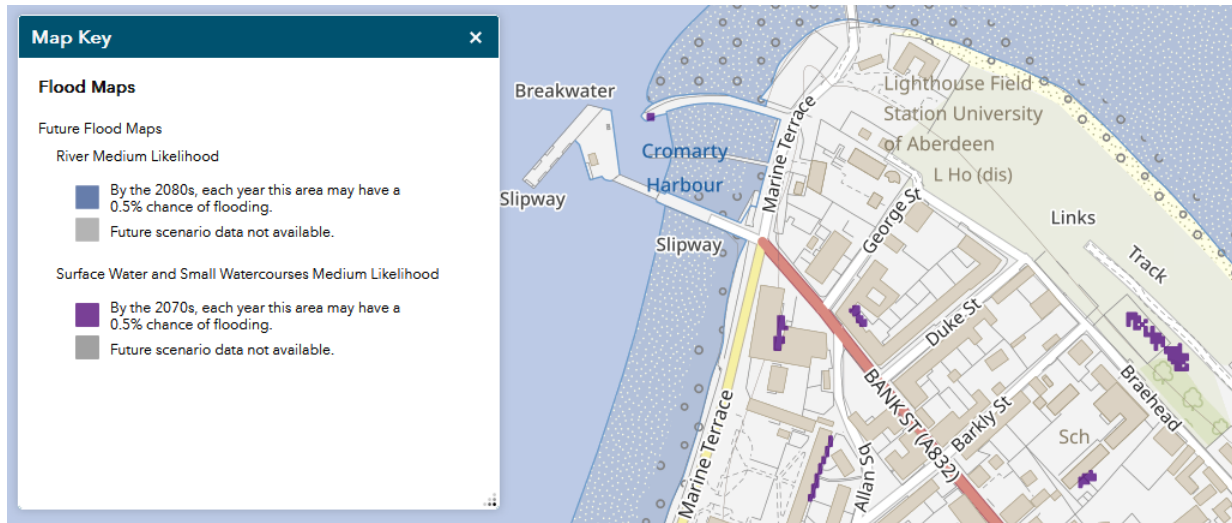 Map Key
×
Flood Maps
Future Flood Maps
River Medium Likelihood
By the 2080s, each year this area may have a
0.5% chance of flooding.
Future scenario data not available.
Surface Water and Small Watercourses Medium Likelihood
By the 2070s, each year this area may have a
0.5% chance of flooding.
Future scenario data not available.
Breakwater
Slipway
Cromarty
Harbour
Slipway
Marine Terrace
Lighthouse Field
Station University
of Aberdeen
L Ho (dis)
George St
Links
Track
Duke St
BANK ST (A832)
Barkly St
Braehead
Marine Terrace
Allan Sq
Sch